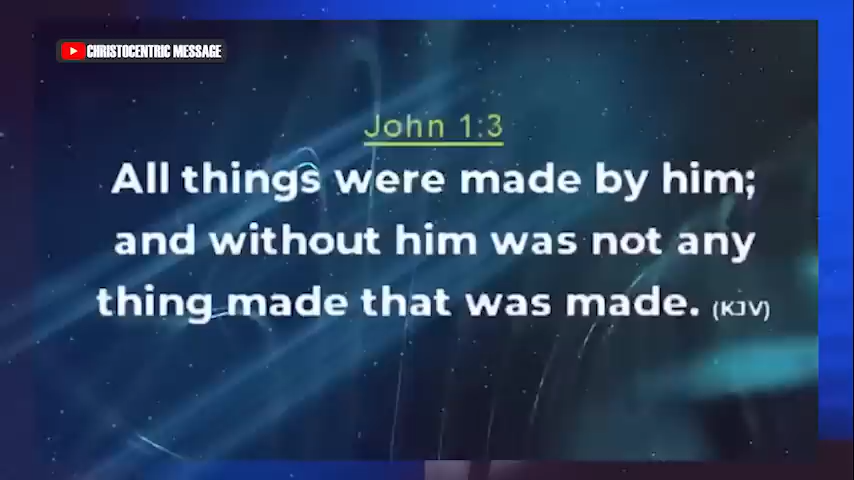 CHRISTOCENTRIC MESSAGE
John 1:3
All things were made by him;
and without him was not any
thing made that was made. (KJV)